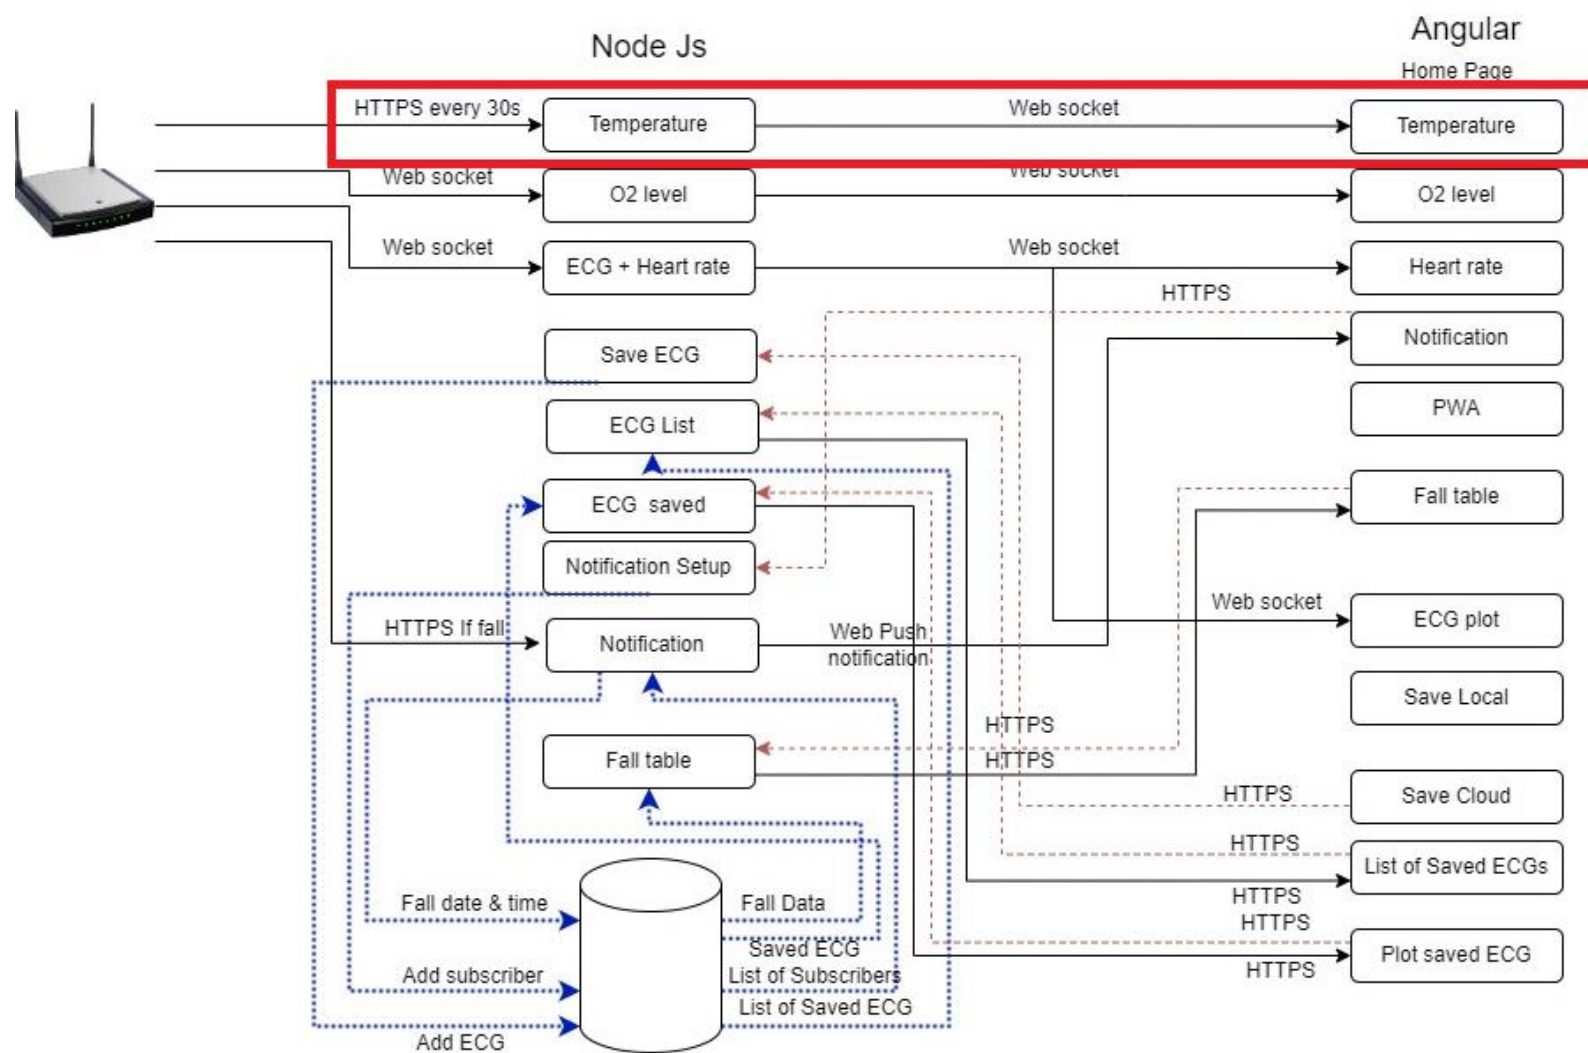 Node Js
Angular
Home Page
HTTPS every 30s
Temperature
Web socket
Temperature
Web socket
O2 level
Web socket
O2 level
Web socket
ECG + Heart rate
Web socket
Heart rate
HTTPS
Notification
Save ECG
PWA
ECG List
Fall table
ECG saved
Notification Setup
Web socket
ECG plot
HTTPS If fall
Notification
Web Push
notification
Save Local
HTTPS
Fall table
HTTPS
HTTPS
Save Cloud
HTTPS
List of Saved ECGs
HTTPS
Fall date & time
Fall Data
HTTPS
Saved ECG
Plot saved ECG
HTTPS
Add subscriber
List of Subscribers
List of Saved ECG
Add ECG